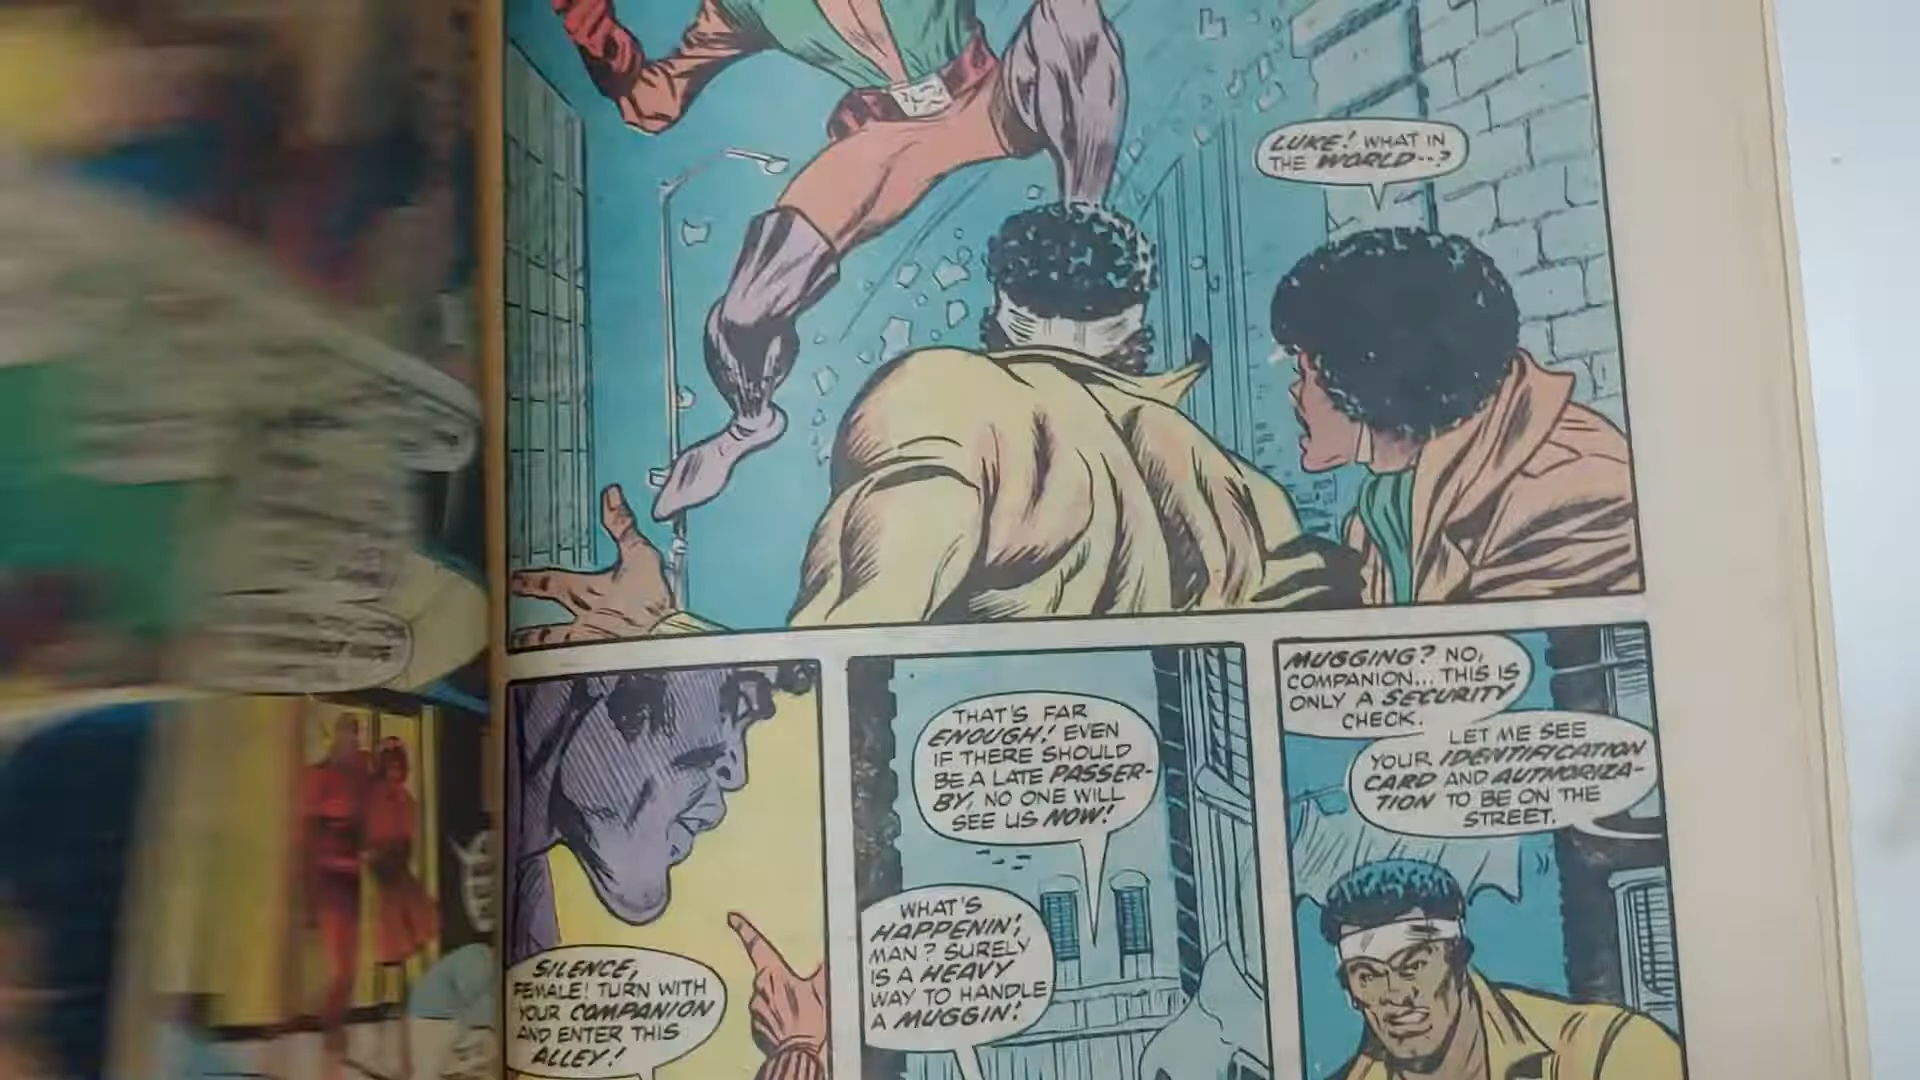 LUKE! WHAT IN
THE WORLD--?
SILENCE,
FEMALE! TURN WITH
YOUR COMPANION
AND ENTER THIS
ALLEY!
THAT'S FAR
ENOUGH! EVEN
IF THERE SHOULD
BE A LATE PASSER-
BY, NO ONE WILL
SEE US NOW!
WHAT'S
HAPPENIN',
MAN? SURELY
IS A HEAVY
WAY TO HANDLE
A MUGGIN'.
MUGGING? NO,
COMPANION... THIS IS
ONLY A SECURITY
CHECK.
LET ME SEE
YOUR IDENTIFICATION
CARD AND AUTHORIZA-
TION TO BE ON THE
STREET.